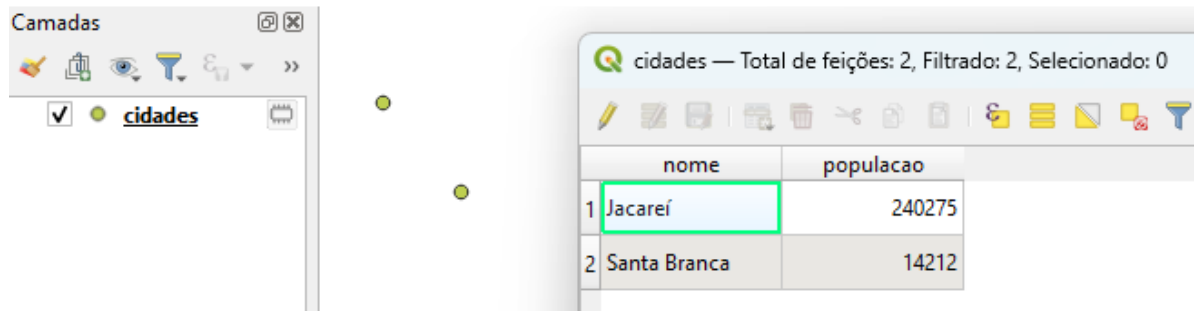 Camadas
cidades
cidades — Total de feições: 2, Filtrado: 2, Selecionado: 0
nome populacao
1 Jacareí 240275
2 Santa Branca 14212